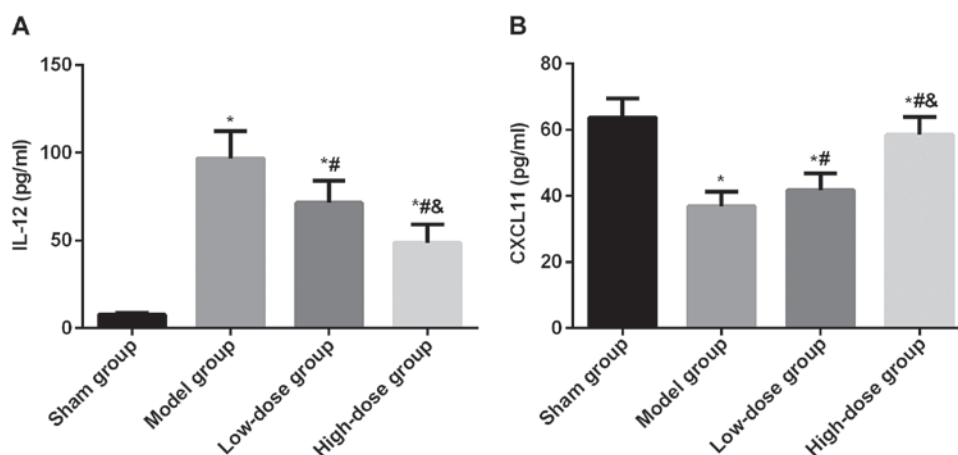 A
IL-12 (pg/ml)
150
100
50
0
*
*#
*#&
Sham group
Model group
Low-dose group
High-dose group
B
CXCL11 (pg/ml)
80
60
40
20
0
*
*#
*#&
Sham group
Model group
Low-dose group
High-dose group